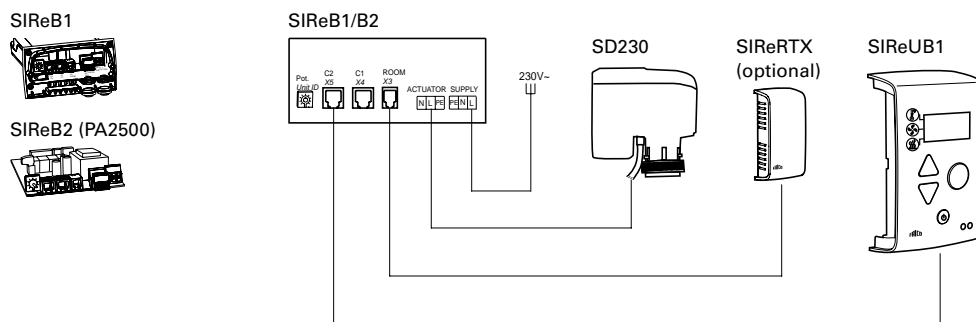 SIReB1
SIReB2 (PA2500)
SIReB1/B2
Pot.
Unit ID
C2
X5
C1
X4
ROOM
X3
ACTUATOR
N L PE
SUPPLY
PE N L
230V~
SD230
SIReRTX
(optional)
SIReUB1